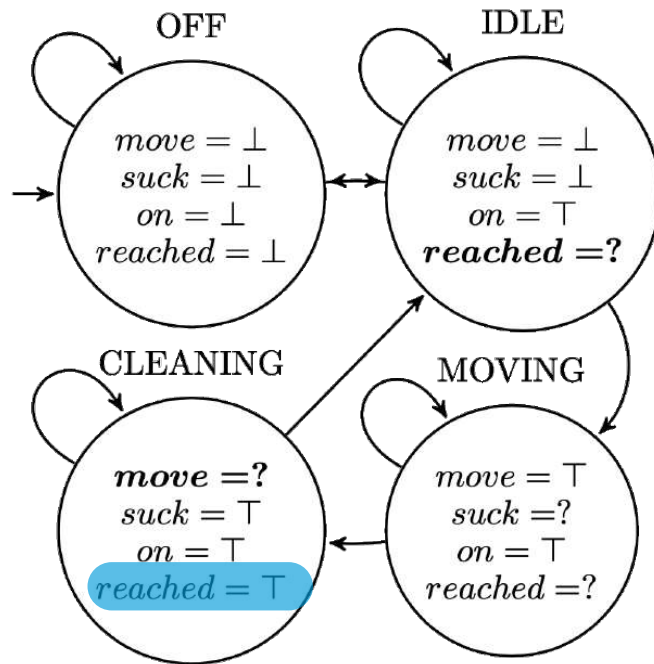 OFF
move = ⊥
suck = ⊥
on = ⊥
reached = ⊥
IDLE
move = ⊥
suck = ⊥
on = ⊤
reached =?
CLEANING
move =?
suck = ⊤
on = ⊤
reached = ⊤
MOVING
move = ⊤
suck =?
on = ⊤
reached =?